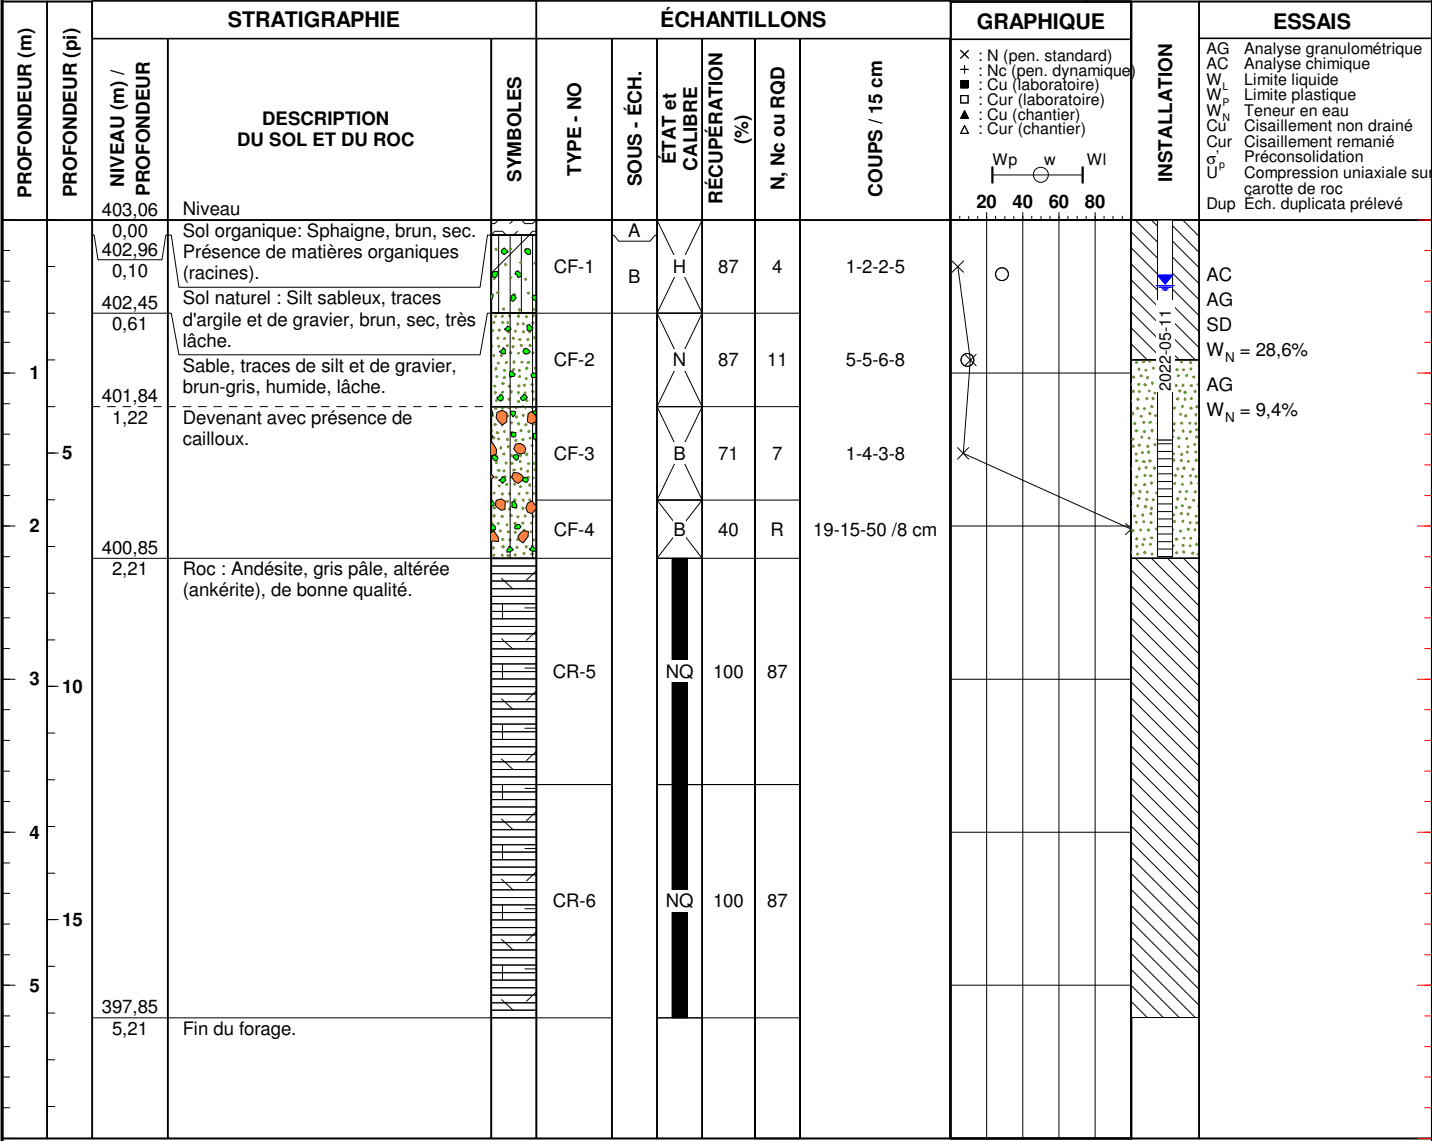 PROFONDEUR (m)
PROFONDEUR (pi)
STRATIGRAPHIE
ÉCHANTILLONS
GRAPHIQUE
INSTALLATION
ESSAIS
NIVEAU (m) /
PROFONDEUR
DESCRIPTION
DU SOL ET DU ROC
SYMBOLES
TYPE - NO
SOUS - ÉCH.
ÉTAT et
CALIBRE
RÉCUPÉRATION
(%)
N, Nc ou RQD
COUPS / 15 cm
× : N (pen. standard)
+ : Nc (pen. dynamique)
■ : Cu (laboratoire)
□ : Cur (laboratoire)
▲ : Cu (chantier)
△ : Cur (chantier)
Wp w Wl
20 40 60 80
AG Analyse granulométrique
AC Analyse chimique
W_L Limite liquide
W_P Limite plastique
W_N Teneur en eau
Cu Cisaillement non drainé
Cur Cisaillement remanié
σ'_p Préconsolidation
U Compression uniaxiale sur
carotte de roc
Dup Éch. duplicata prélevé
403,06 Niveau
0,00 Sol organique: Sphaigne, brun, sec.
402,96 Présence de matières organiques
0,10 (racines).
402,45 Sol naturel : Silt sableux, traces
0,61 d'argile et de gravier, brun, sec, très
lâche.
Sable, traces de silt et de gravier,
brun-gris, humide, lâche.
401,84
1,22 Devenant avec présence de
cailloux.
400,85
2,21 Roc : Andésite, gris pâle, altérée
(ankérite), de bonne qualité.
397,85
5,21 Fin du forage.
1
2
3
4
5
5
10
15
A
CF-1 B H 87 4 1-2-2-5
CF-2 N 87 11 5-5-6-8
CF-3 B 71 7 1-4-3-8
CF-4 B 40 R 19-15-50 /8 cm
CR-5 NQ 100 87
CR-6 NQ 100 87
2022-05-11
AC
AG
SD
W_N = 28,6%
AG
W_N = 9,4%